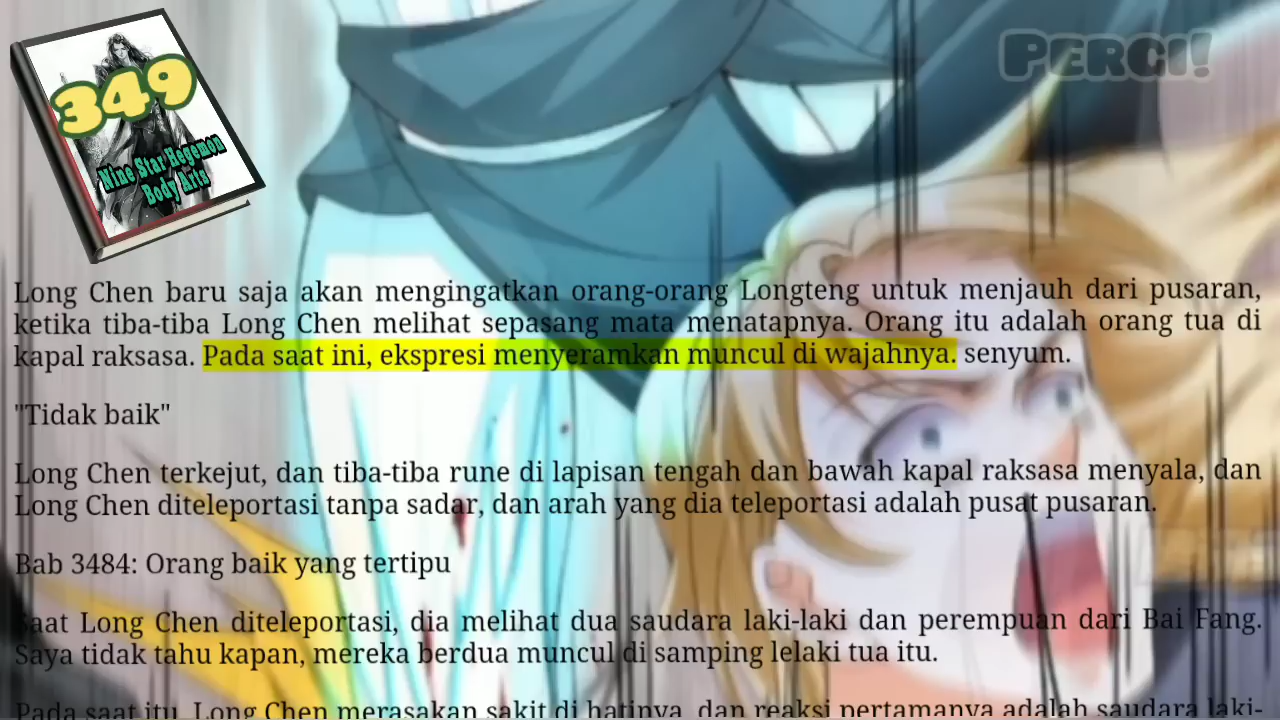 349
Nine Star Hegemon
Body Arts
PERGI!
Long Chen baru saja akan mengingatkan orang-orang Longteng untuk menjauh dari pusaran,
ketika tiba-tiba Long Chen melihat sepasang mata menatapnya. Orang itu adalah orang tua di
kapal raksasa. Pada saat ini, ekspresi menyeramkan muncul di wajahnya. senyum.
"Tidak baik"
Long Chen terkejut, dan tiba-tiba rune di lapisan tengah dan bawah kapal raksasa menyala, dan
Long Chen diteleportasi tanpa sadar, dan arah yang dia teleportasi adalah pusat pusaran.
Bab 3484: Orang baik yang tertipu
Saat Long Chen diteleportasi, dia melihat dua saudara laki-laki dan perempuan dari Bai Fang.
Saya tidak tahu kapan, mereka berdua muncul di samping lelaki tua itu.
Pada saat itu, Long Chen merasakan sakit di hatinya, dan reaksi pertamanya adalah saudara laki-